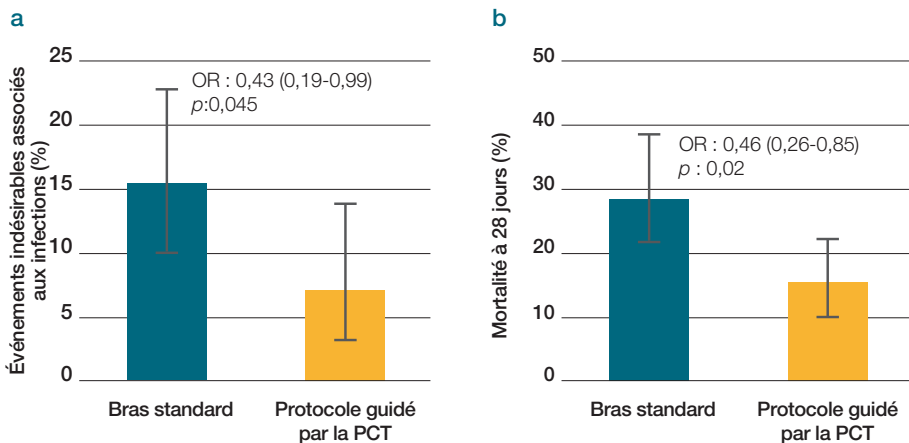 a
Événements indésirables associés
aux infections (%)
25
20
15
10
5
0
OR : 0,43 (0,19-0,99)
p:0,045
Bras standard
Protocole guidé
par la PCT
b
Mortalité à 28 jours (%)
50
40
30
20
10
0
OR : 0,46 (0,26-0,85)
p : 0,02
Bras standard
Protocole guidé
par la PCT